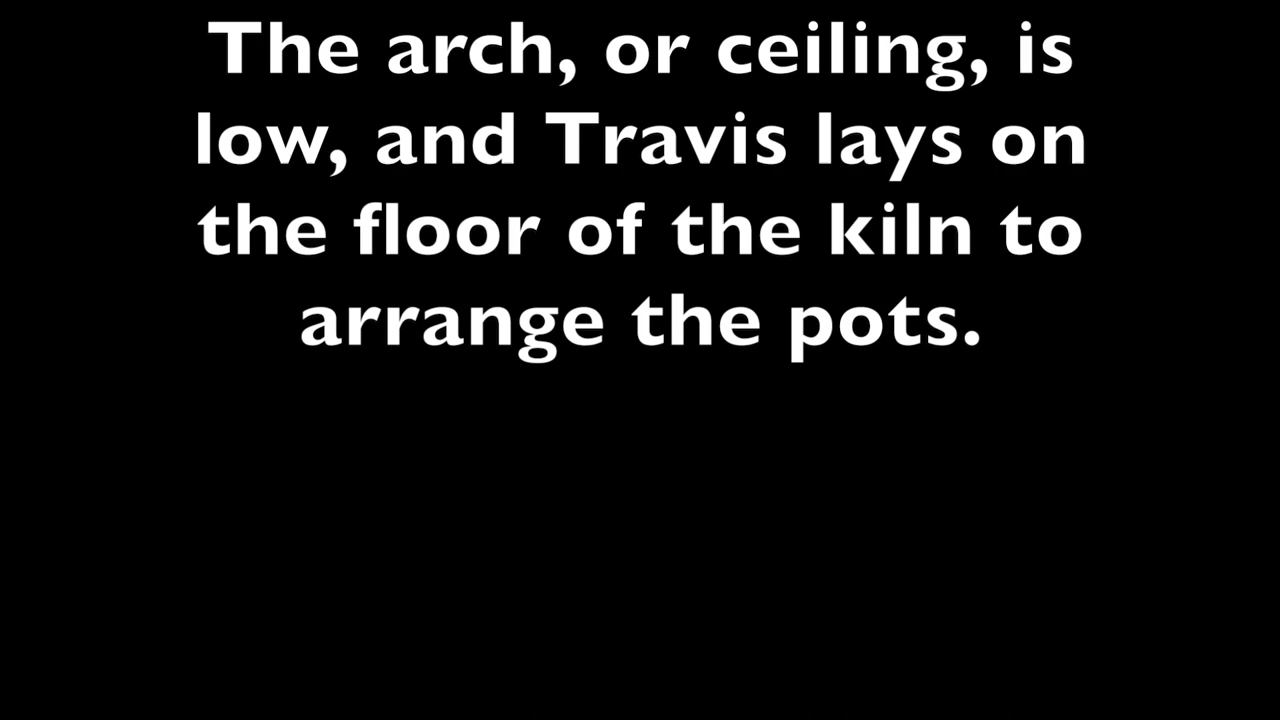 The arch, or ceiling, is
low, and Travis lays on
the floor of the kiln to
arrange the pots.